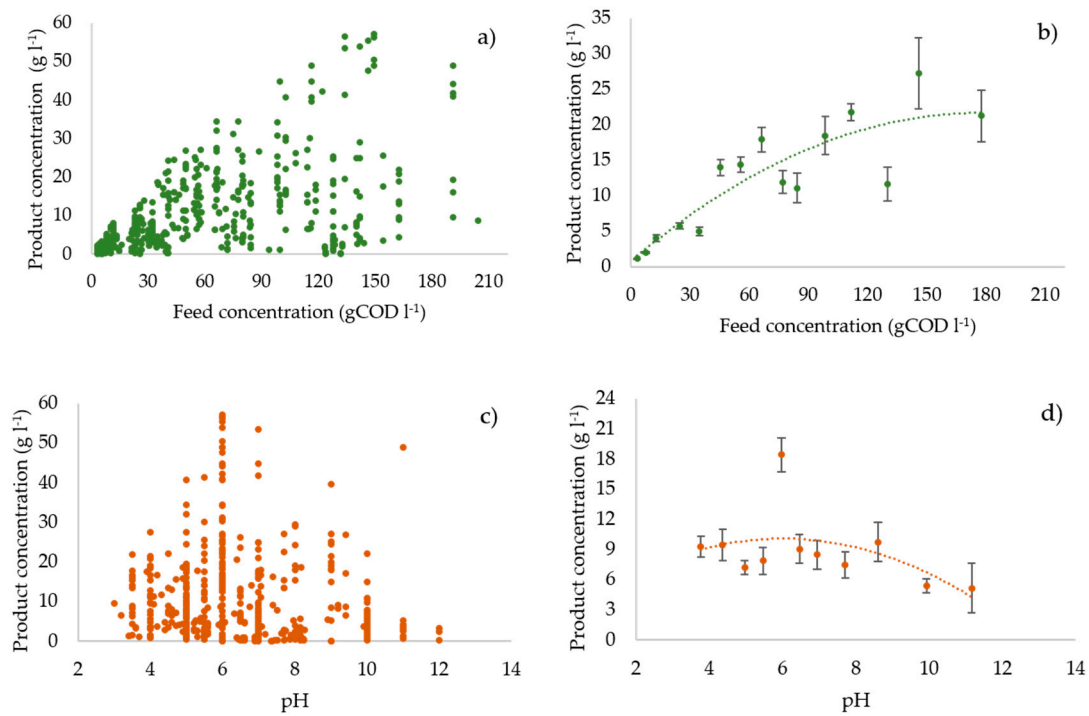 a)
Product concentration (g l⁻¹)
60
50
40
30
20
10
0
0 30 60 90 120 150 180 210
Feed concentration (gCOD l⁻¹)
b)
Product concentration (g l⁻¹)
35
30
25
20
15
10
5
0
0 30 60 90 120 150 180 210
Feed concentration (gCOD l⁻¹)
c)
Product concentration (g l⁻¹)
60
50
40
30
20
10
0
2 4 6 8 10 12 14
pH
d)
Product concentration (g l⁻¹)
24
21
18
15
12
9
6
3
0
2 4 6 8 10 12 14
pH